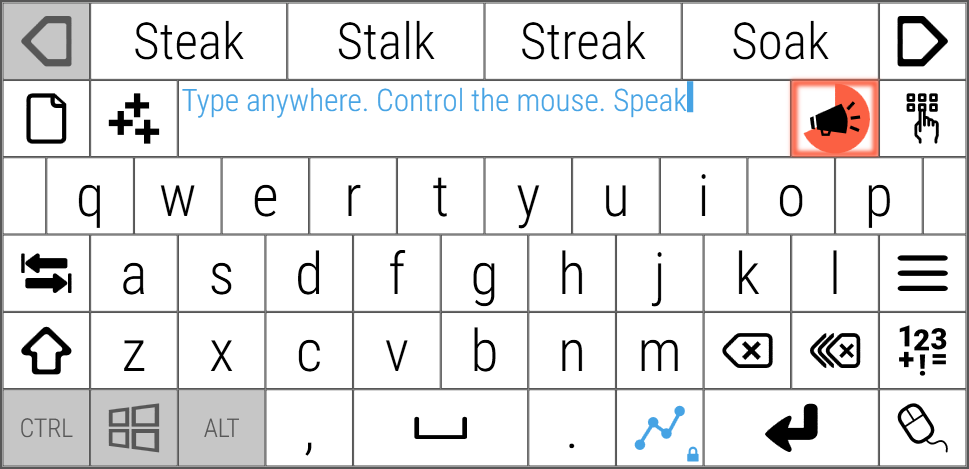 Steak Stalk Streak Soak
Type anywhere. Control the mouse. Speak
q w e r t y u i o p
a s d f g h j k l
z x c v b n m 123 +!=
CTRL ALT , .